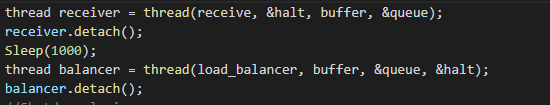 thread receiver = thread(receive, &halt, buffer, &queue);
receiver.detach();
Sleep(1000);
thread balancer = thread(load_balancer, buffer, &queue, &halt);
balancer.detach();